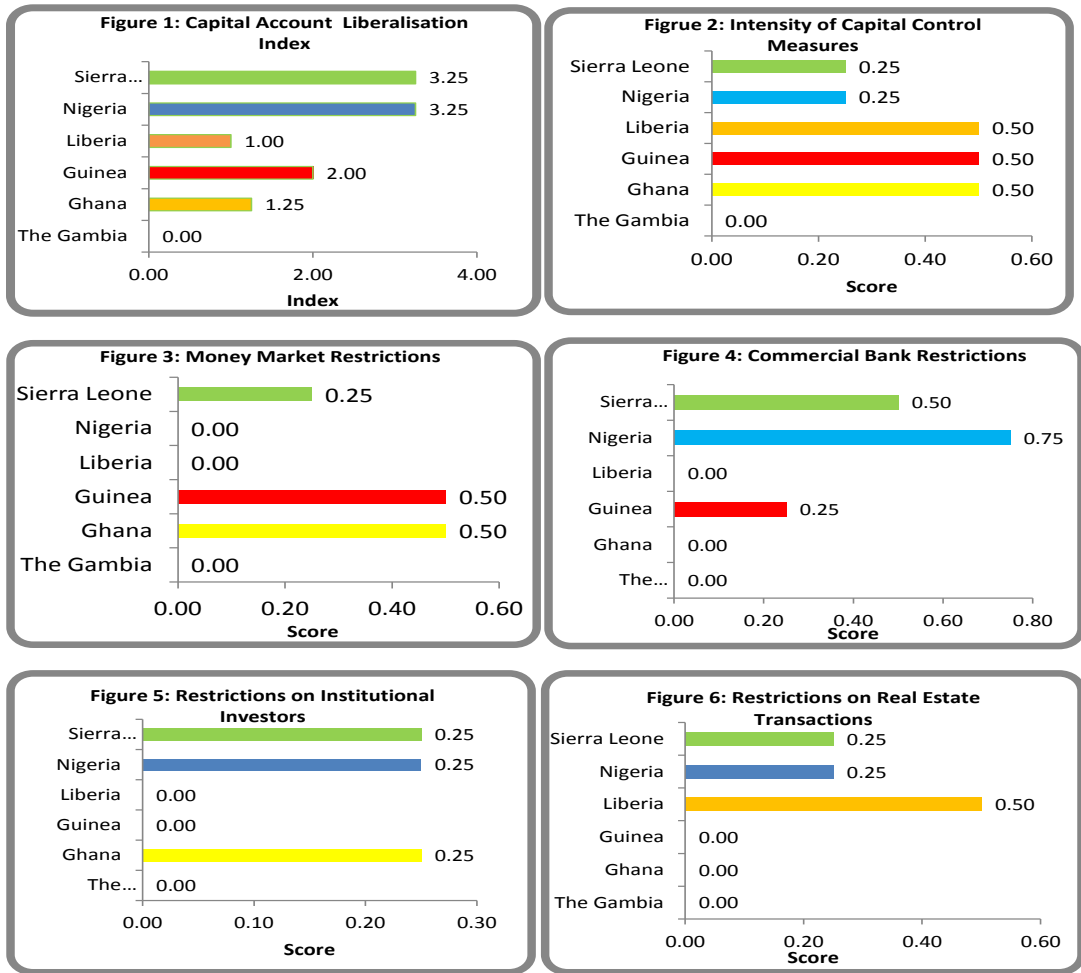 Figure 1: Capital Account Liberalisation
Index
Sierra...
3.25
Nigeria
3.25
Liberia
1.00
Guinea
2.00
Ghana
1.25
The Gambia
0.00
0.00 2.00 4.00
Index
Figrue 2: Intensity of Capital Control
Measures
Sierra Leone
0.25
Nigeria
0.25
Liberia
0.50
Guinea
0.50
Ghana
0.50
The Gambia
0.00
0.00 0.20 0.40 0.60
Score
Figure 3: Money Market Restrictions
Sierra Leone
0.25
Nigeria
0.00
Liberia
0.00
Guinea
0.50
Ghana
0.50
The Gambia
0.00
0.00 0.20 0.40 0.60
Score
Figure 4: Commercial Bank Restrictions
Sierra...
0.50
Nigeria
0.75
Liberia
0.00
Guinea
0.25
Ghana
0.00
The...
0.00
0.00 0.20 0.40 0.60 0.80
Score
Figure 5: Restrictions on Institutional
Investors
Sierra...
0.25
Nigeria
0.25
Liberia
0.00
Guinea
0.00
Ghana
0.25
The...
0.00
0.00 0.10 0.20 0.30
Score
Figure 6: Restrictions on Real Estate
Transactions
Sierra Leone
0.25
Nigeria
0.25
Liberia
0.50
Guinea
0.00
Ghana
0.00
The Gambia
0.00
0.00 0.20 0.40 0.60
Score